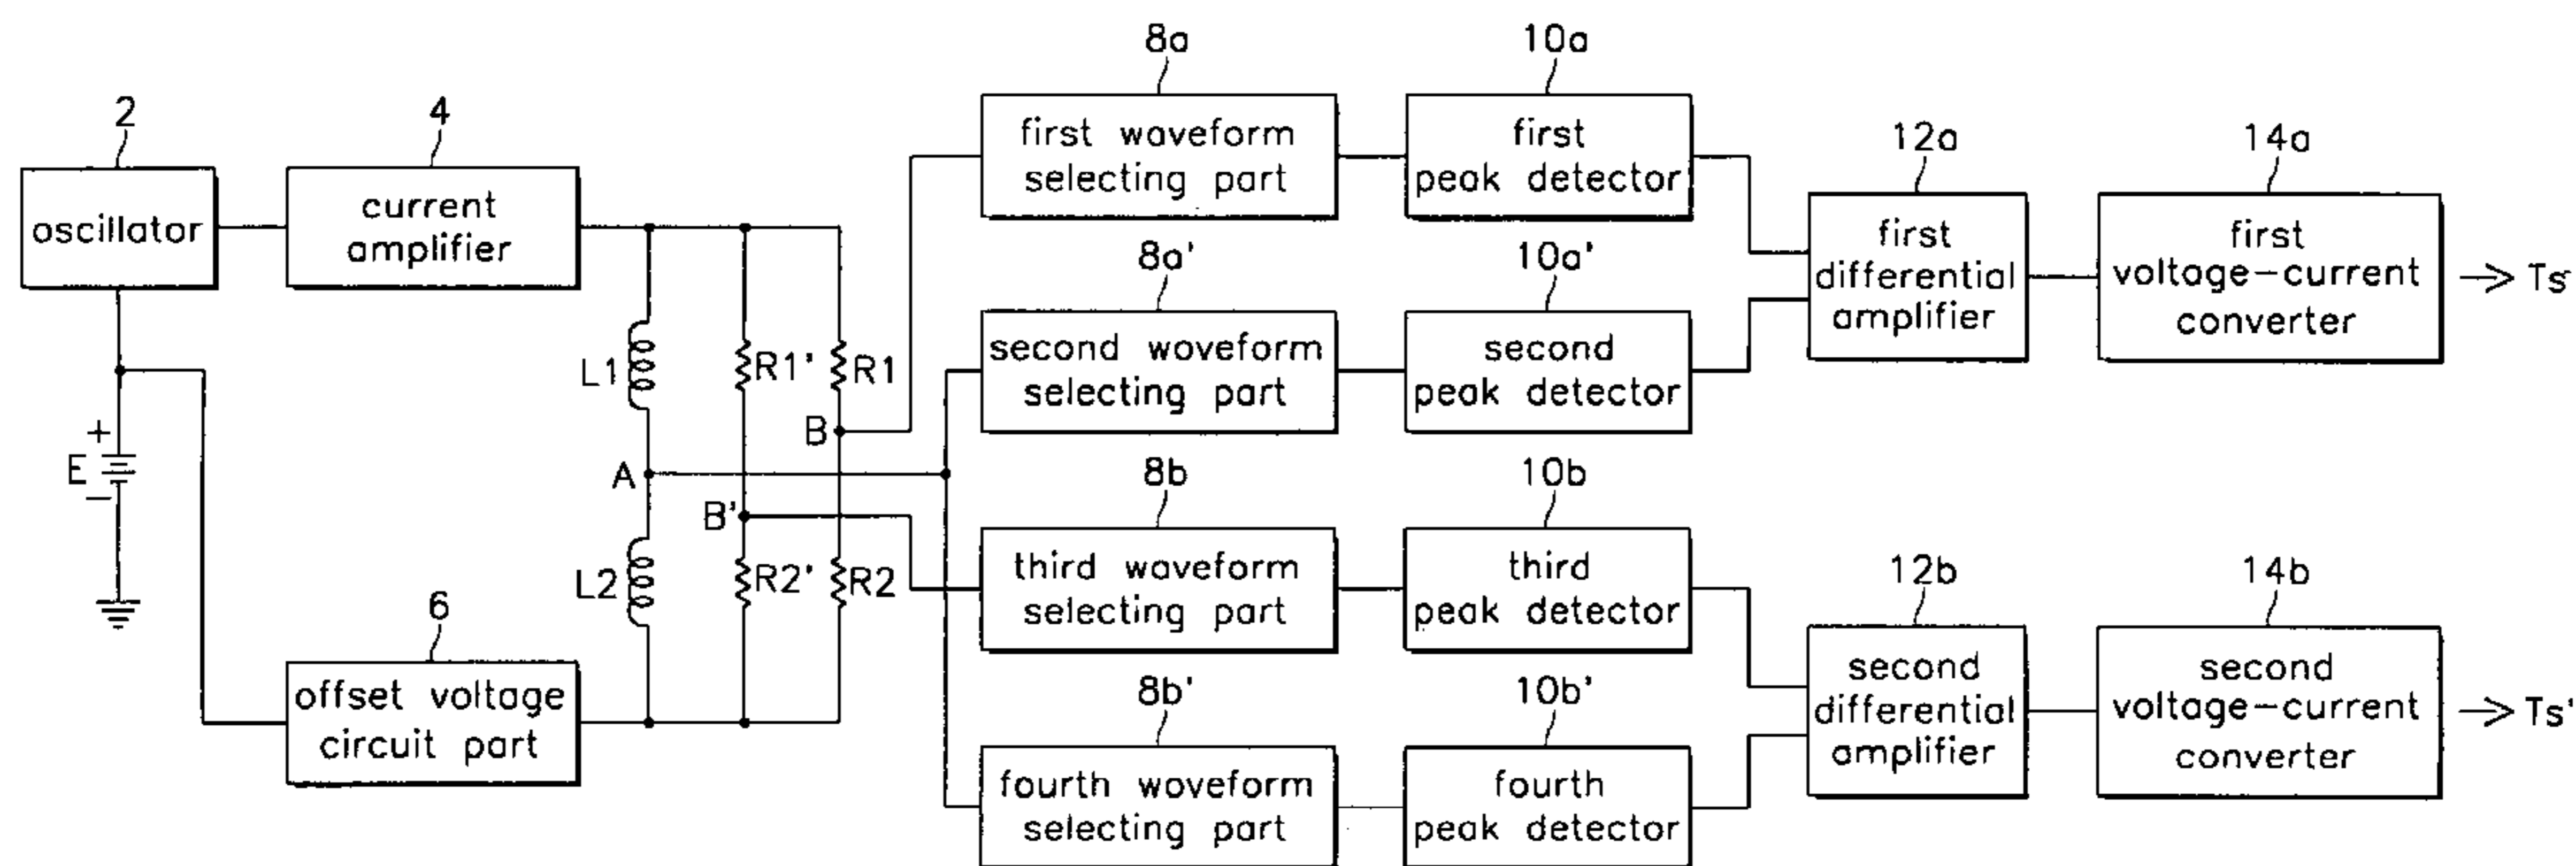 8a
10a
2
4
12a
14a
first waveform
selecting part
first
peak detector
oscillator
current
amplifier
first
differential
amplifier
first
voltage-current
converter
Ts
8a'
10a'
L1
R1'
R1
second woveform
selecting part
second
peak detector
+
E
-
A
B
B'
8b
10b
12b
14b
L2
R2'
R2
third waveform
selecting part
third
peak detector
6
offset voltage
circuit part
second
differential
amplifier
second
voltage-current
converter
Ts'
8b'
10b'
fourth waveform
selecting part
fourth
peak detector